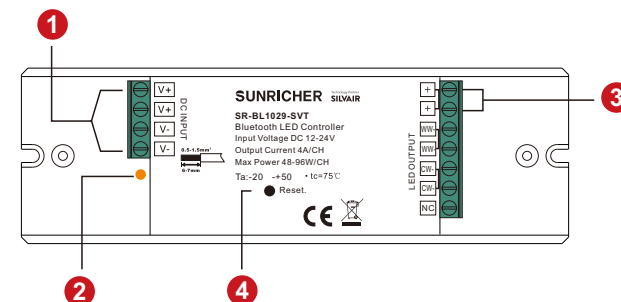 1
V+
V+
V-
V-
DC INPUT
0.5-1.5mm²
6-7mm
2
SUNRICHER Technology Partner SILVAIR
SR-BL1029-SVT
Bluetooth LED Controller
Input Voltage DC 12-24V
Output Current 4A/CH
Max Power 48-96W/CH
Ta:-20 -+50 • tc=75℃
Reset.
4
CE
LED OUTPUT
+
+
WW-
WW-
CW-
CW-
NC
3